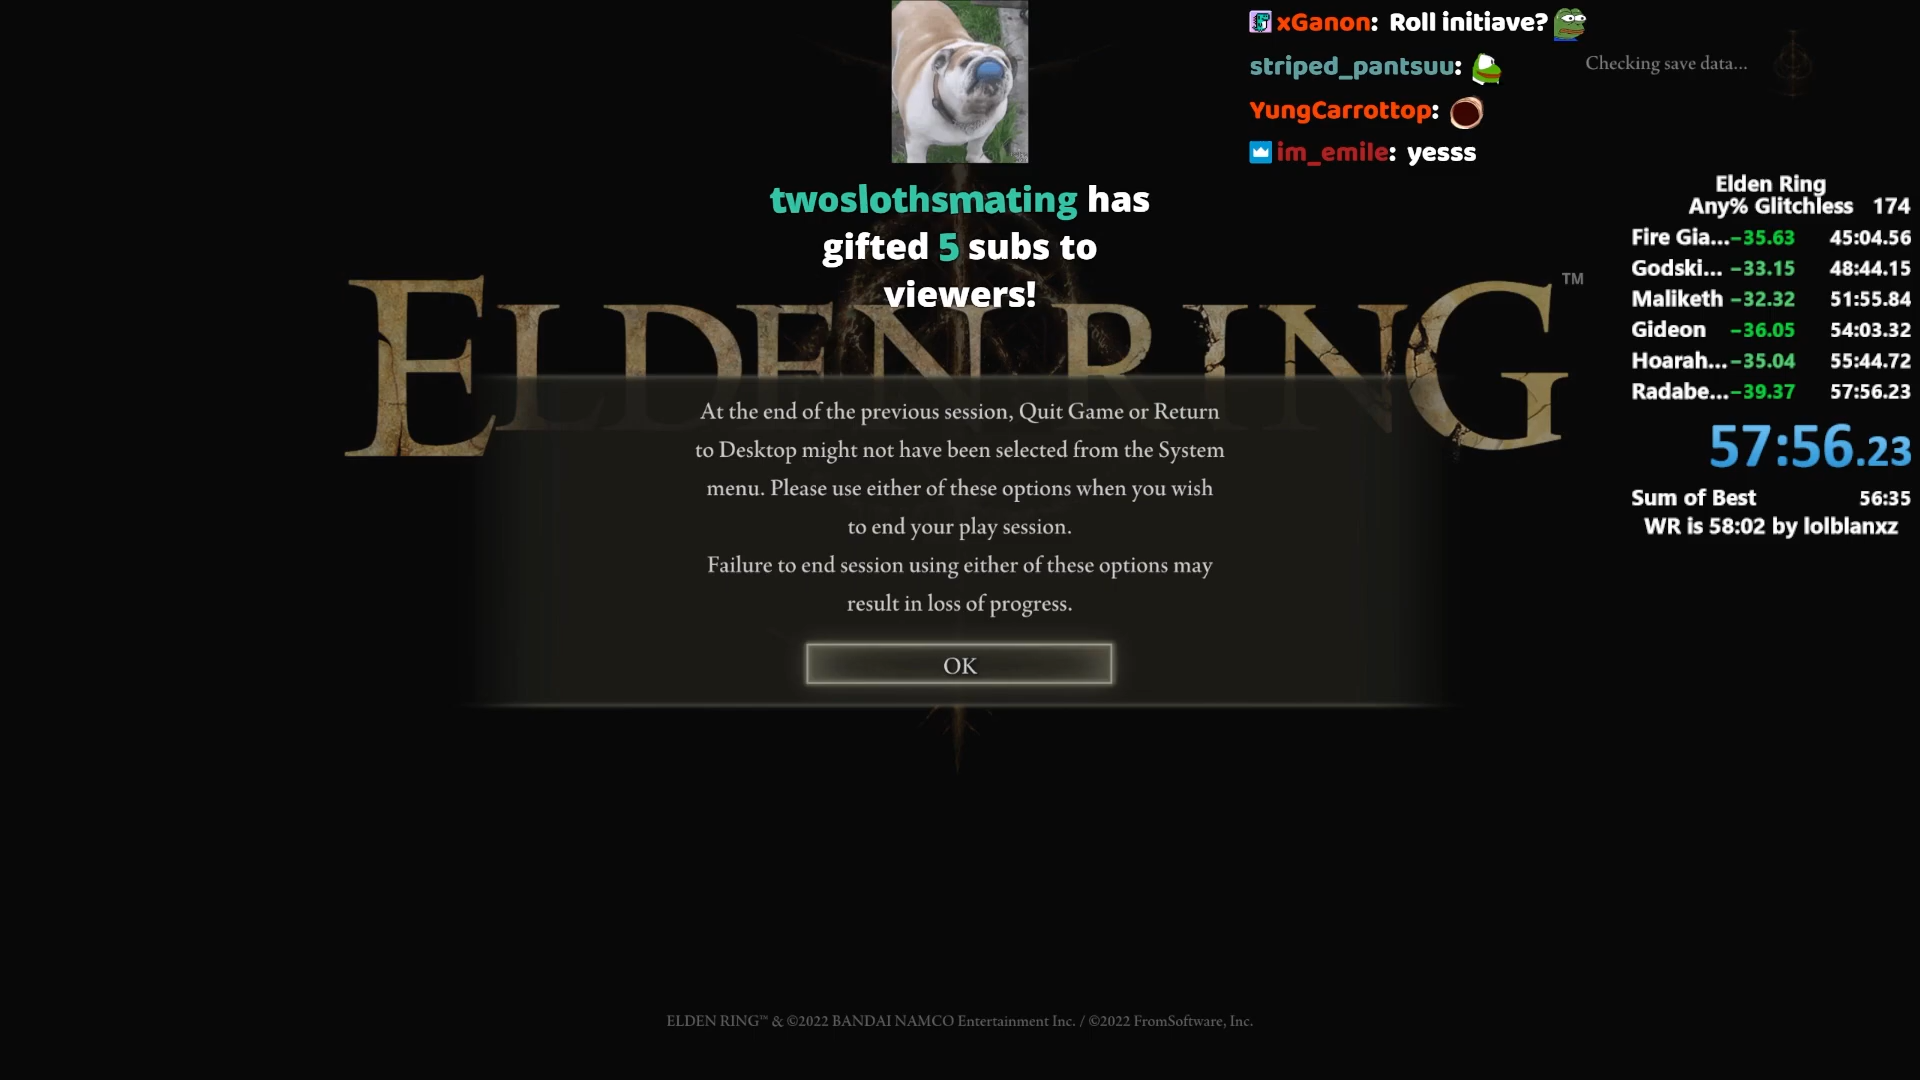 xGanon: Roll initiave?
striped_pantsuu:
Checking save data...
YungCarrottop:
im_emile: yesss
twoslothsmating has
gifted 5 subs to
viewers!
ELDEN RING™
At the end of the previous session, Quit Game or Return
to Desktop might not have been selected from the System
menu. Please use either of these options when you wish
to end your play session.
Failure to end session using either of these options may
result in loss of progress.
OK
Elden Ring
Any% Glitchless 174
Fire Gia... −35.63 45:04.56
Godski... −33.15 48:44.15
Maliketh −32.32 51:55.84
Gideon −36.05 54:03.32
Hoarah... −35.04 55:44.72
Radabe... −39.37 57:56.23
57:56.23
Sum of Best 56:35
WR is 58:02 by lolblanxz
ELDEN RING™ & ©2022 BANDAI NAMCO Entertainment Inc. / ©2022 FromSoftware, Inc.